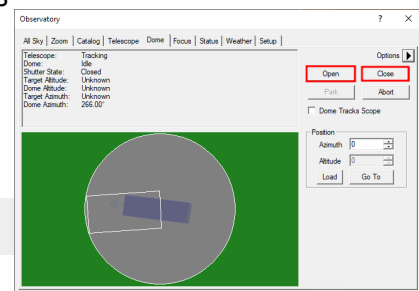 Observatory ? ×
All Sky Zoom Catalog Telescope Dome Focus Status Weather Setup
Telescope: Tracking
Dome: Idle
Shutter State: Closed
Target Altitude: Unknown
Dome Altitude: Unknown
Target Azimuth: Unknown
Dome Azimuth: 266.00°
Options
Open Close
Park Abort
Dome Tracks Scope
Position
Azimuth 0
Altitude 0
Load Go To